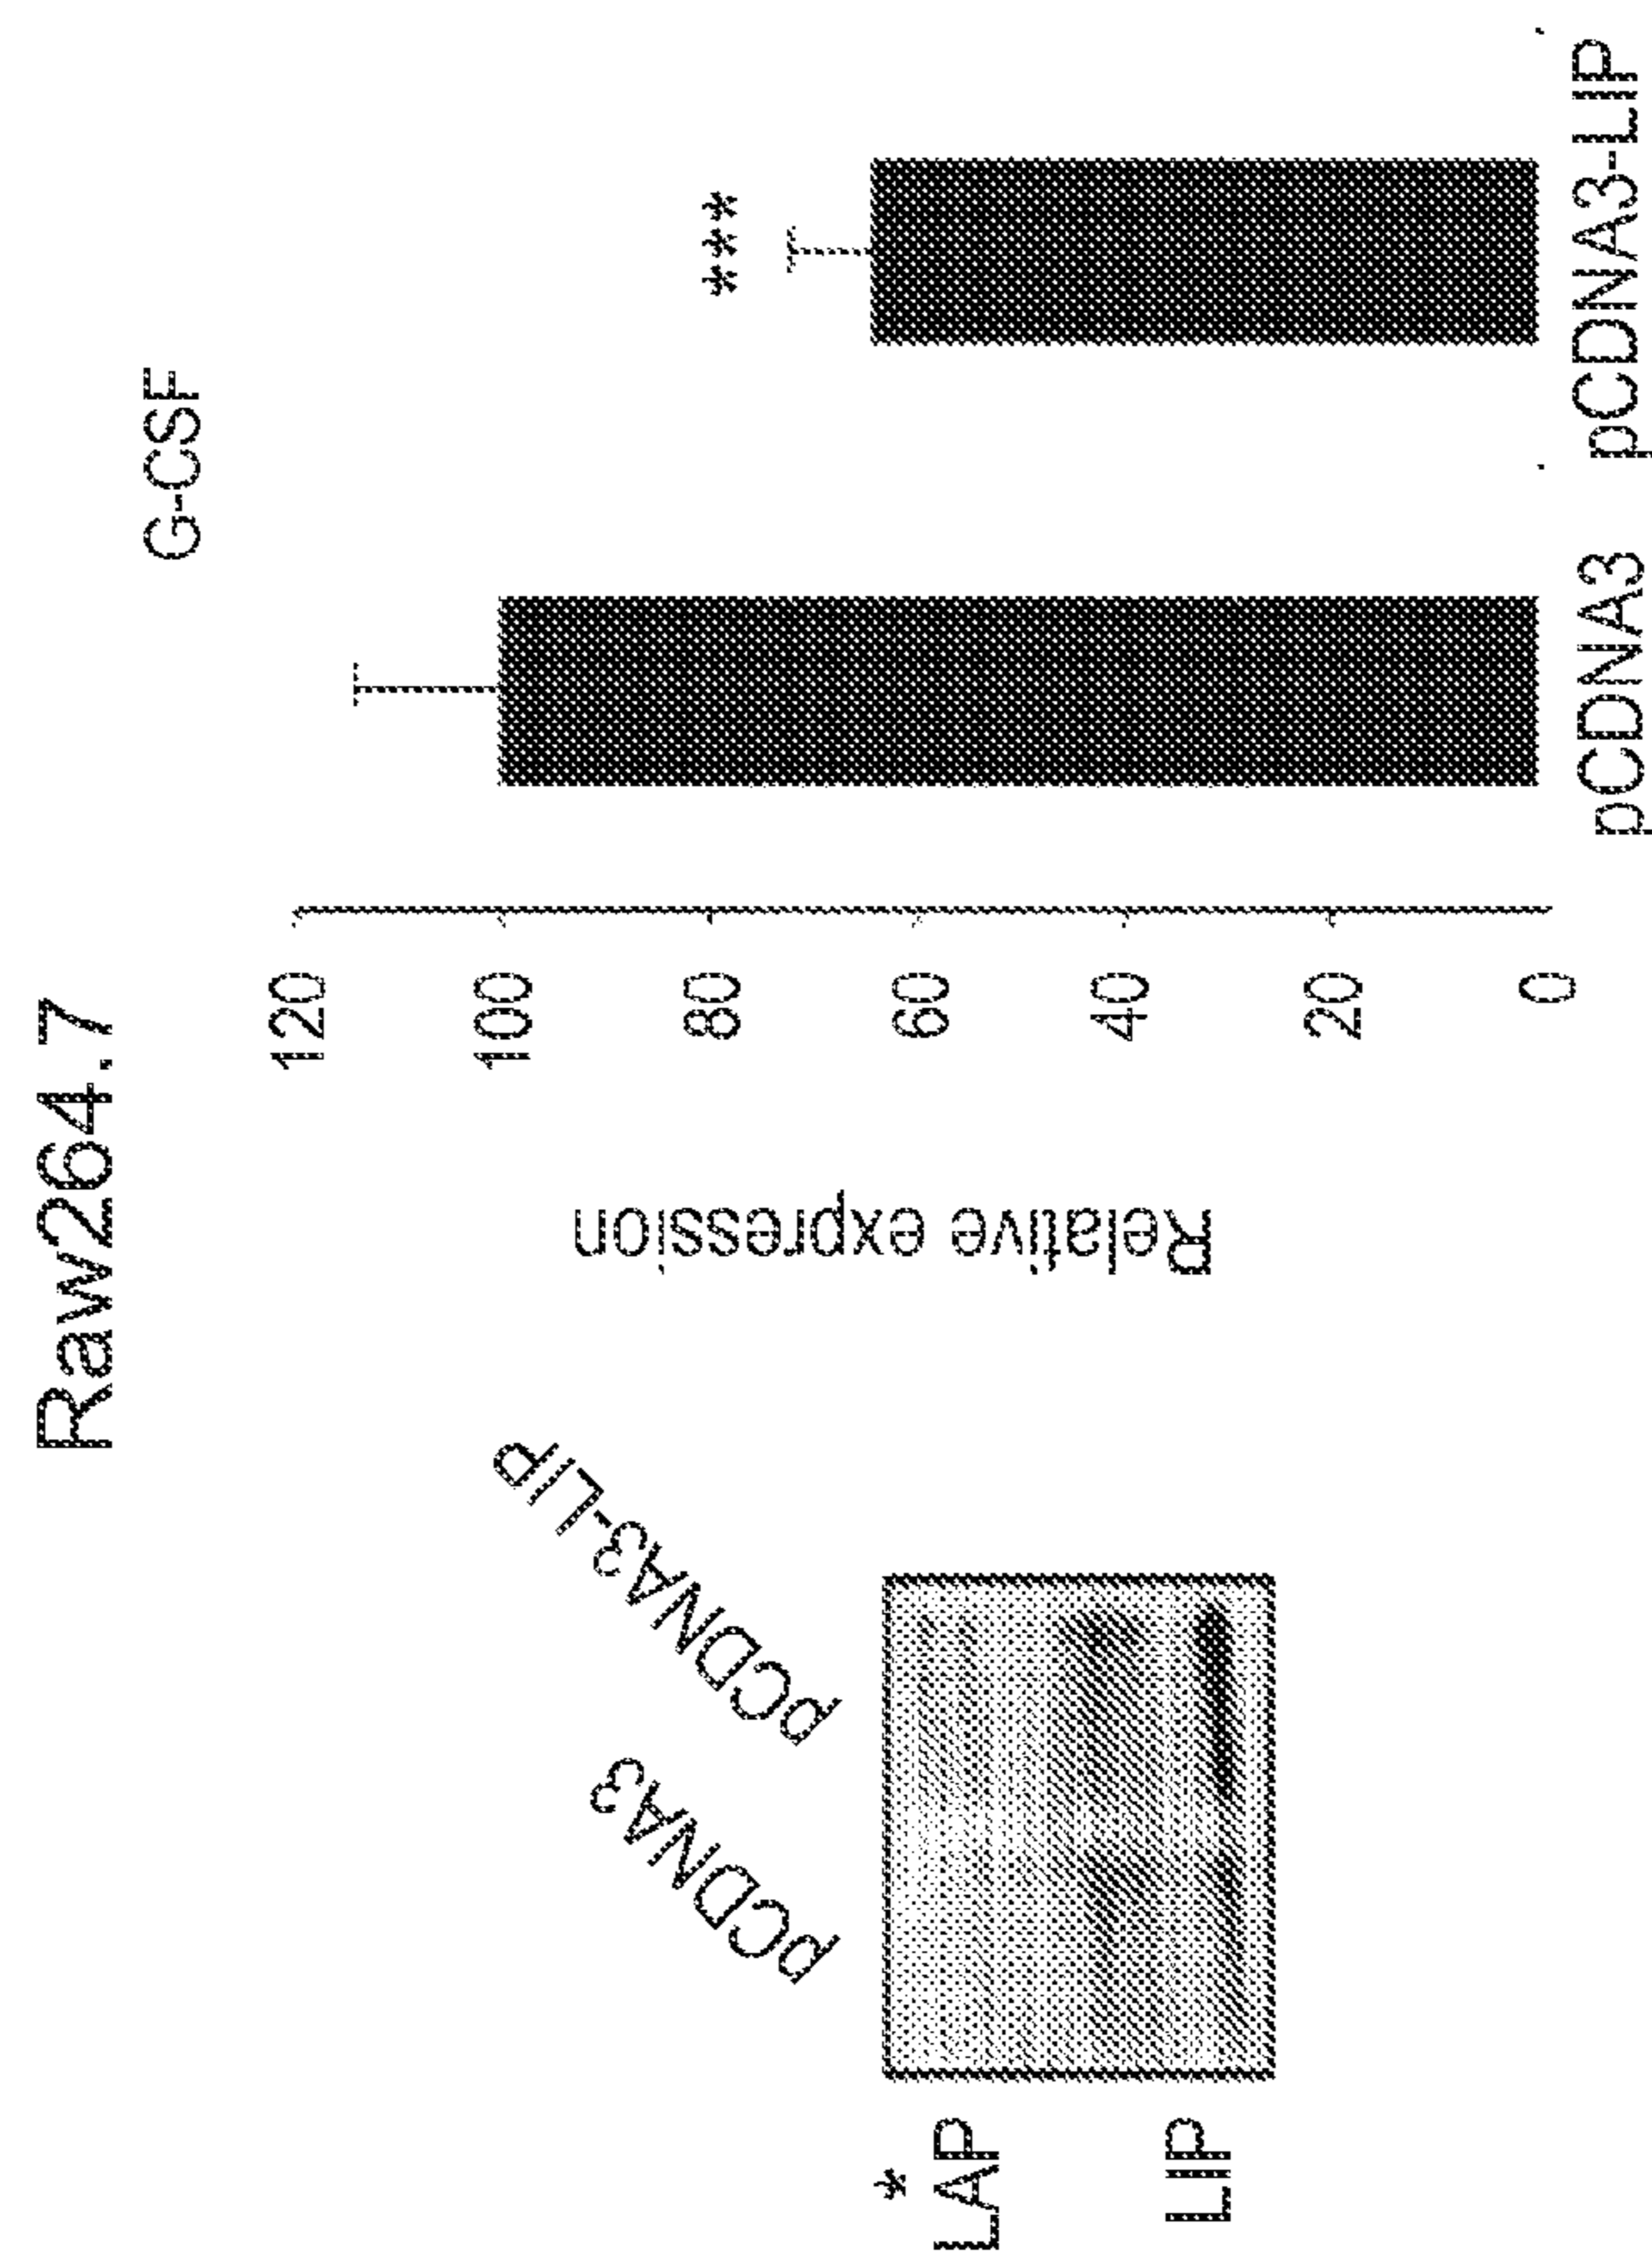 Raw264.7
pCDNA3
pCDNA3-LIP
*
LAP
LIP
G-CSF
Relative expression
120
100
80
60
40
20
0
***
pCDNA3
pCDNA3-LIP